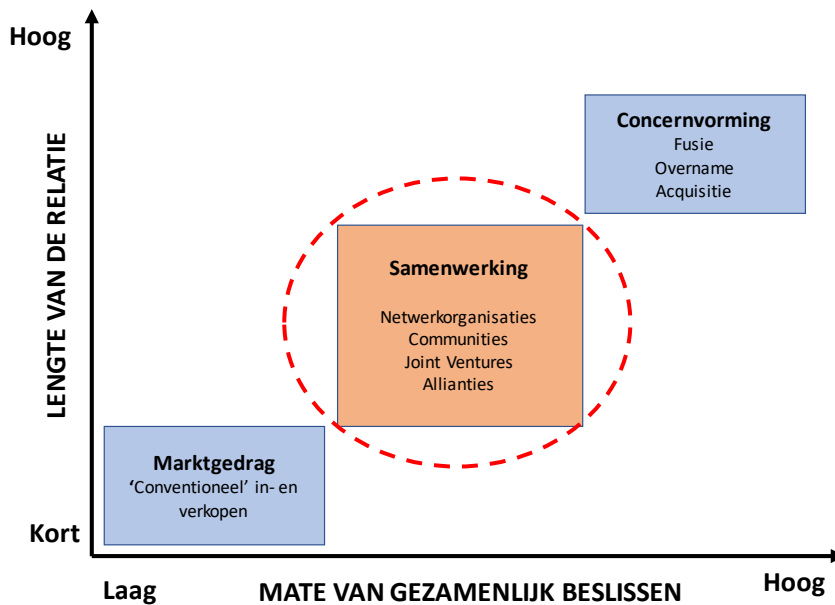 Hoog
LENGTE VAN DE RELATIE
Concernvorming
Fusie
Overname
Acquisitie
Samenwerking
Netwerkorganisaties
Communities
Joint Ventures
Allianties
Marktgedrag
‘Conventioneel’ in- en
verkopen
Kort
Laag
MATE VAN GEZAMENLIJK BESLISSEN
Hoog